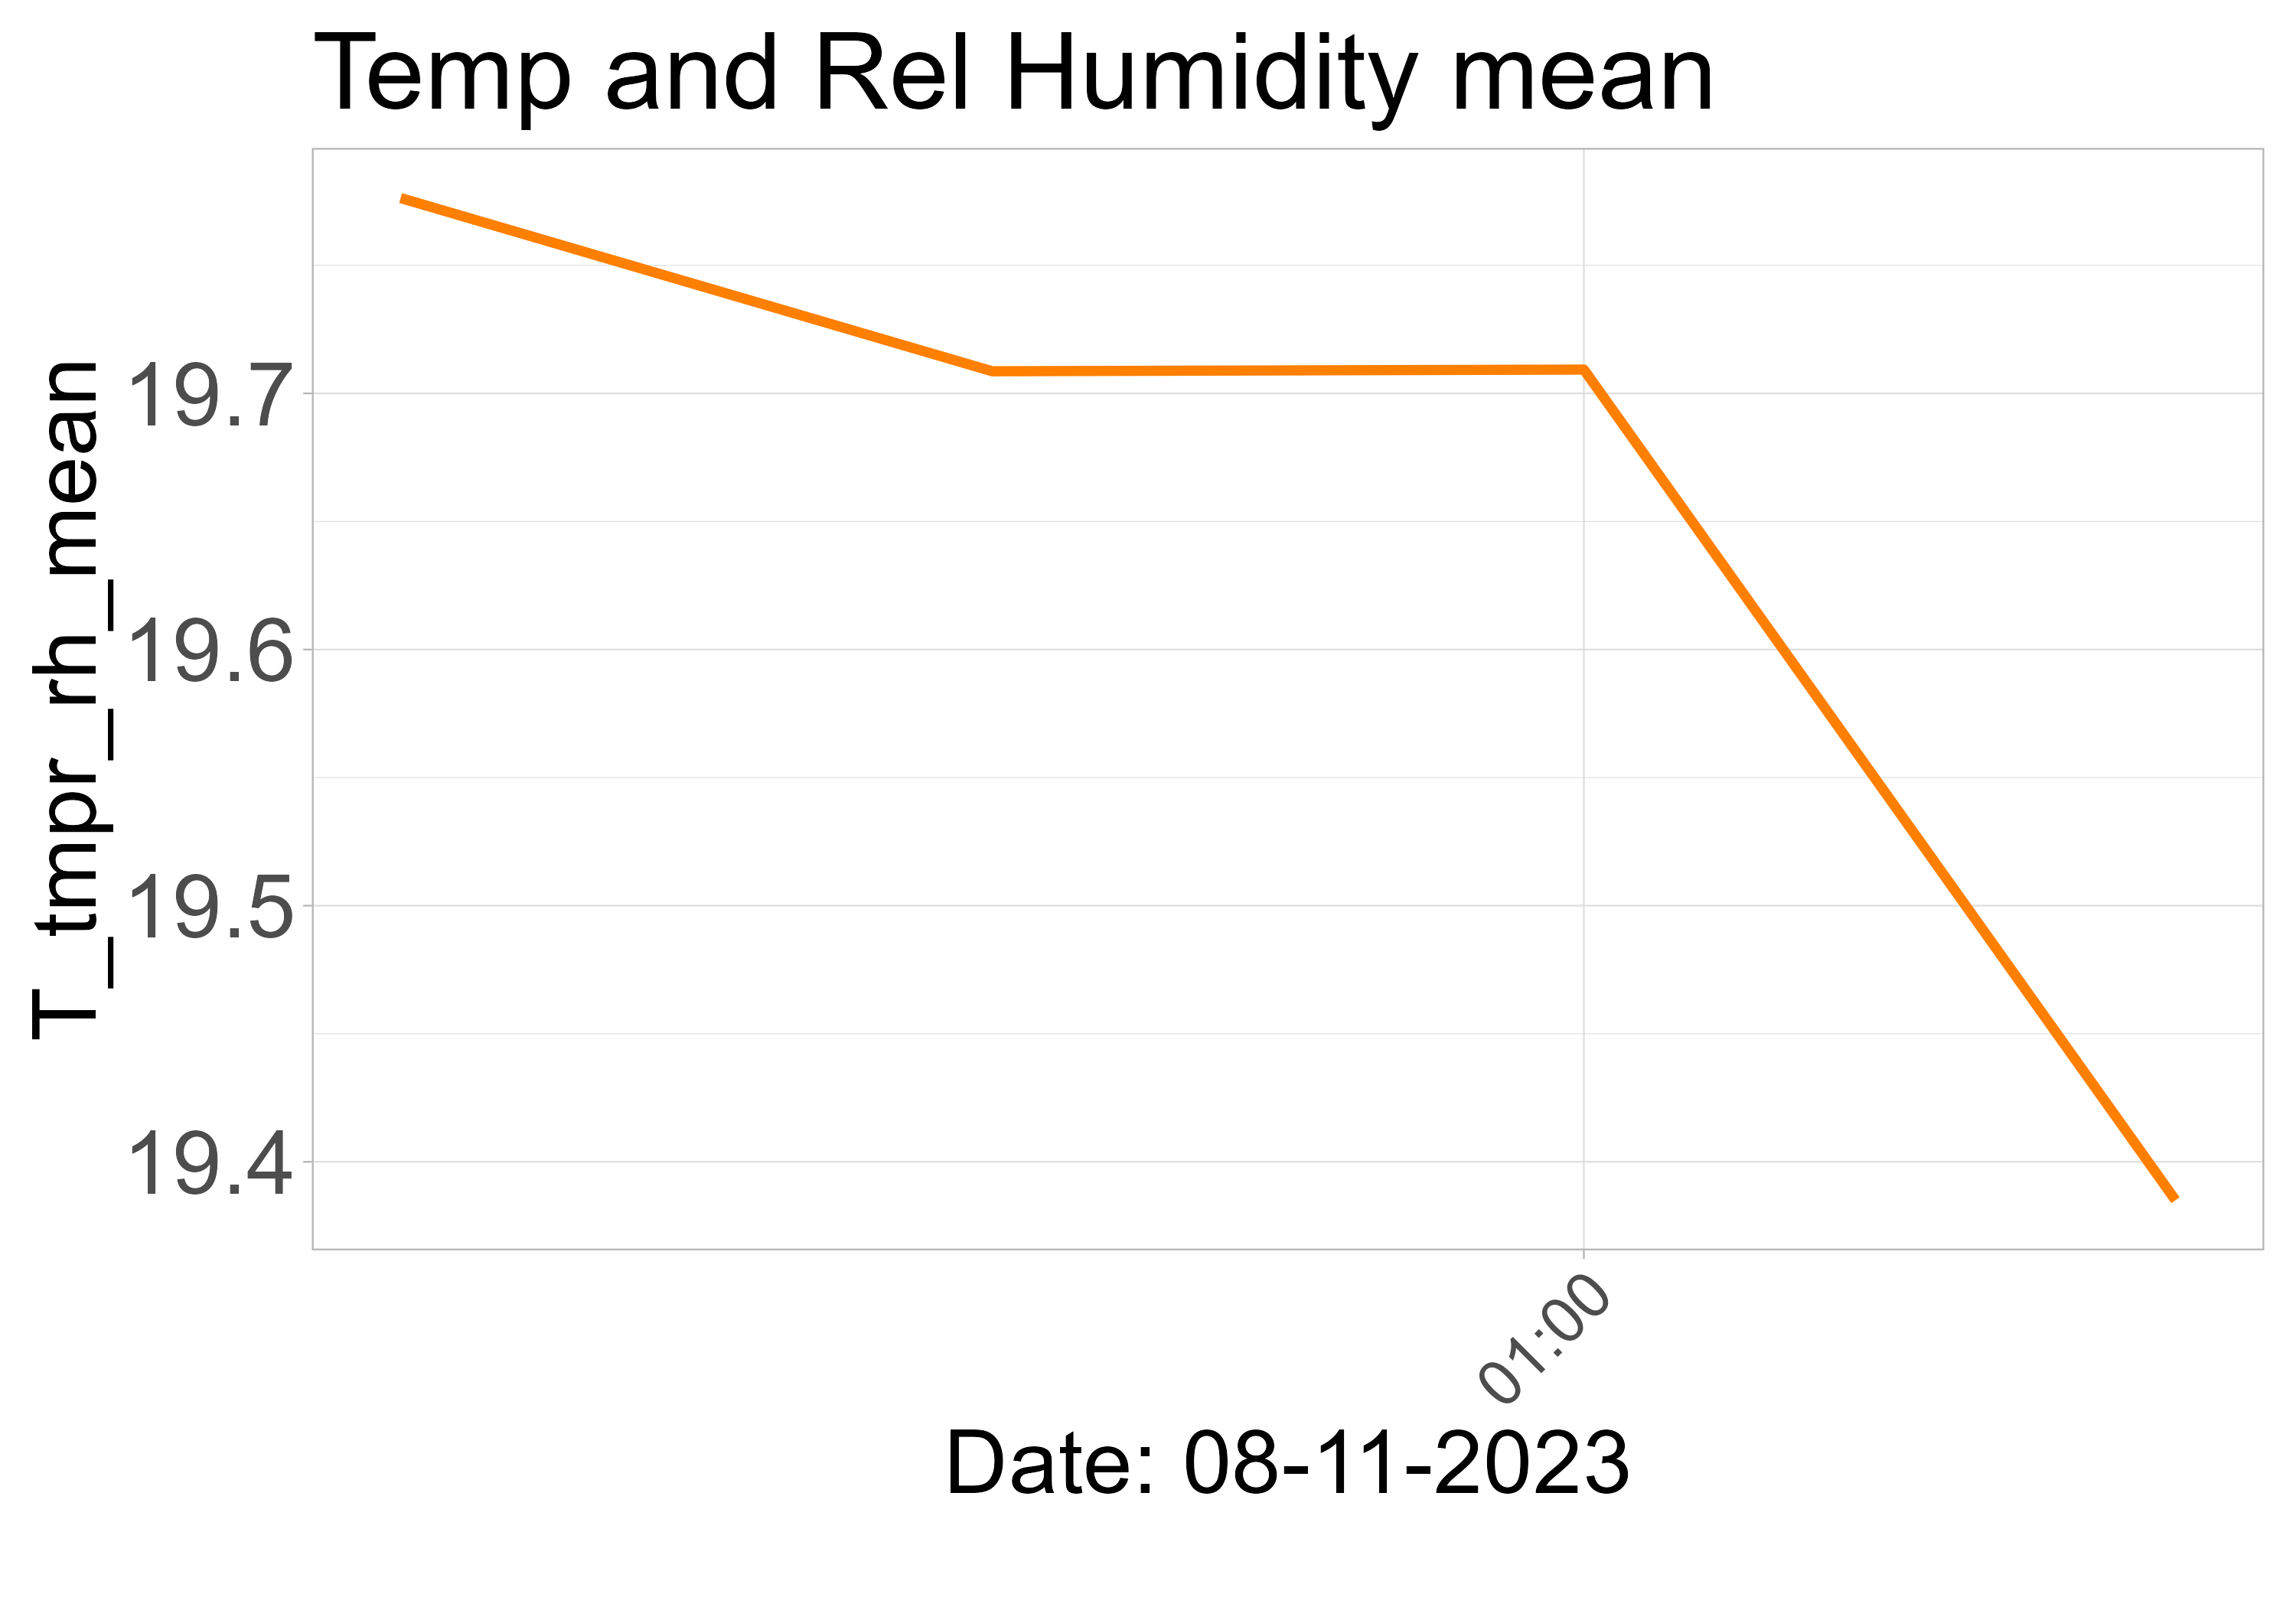 Temp and Rel Humidity mean
T_tmpr_rh_mean
19.7
19.6
19.5
19.4
01:00
Date: 08-11-2023